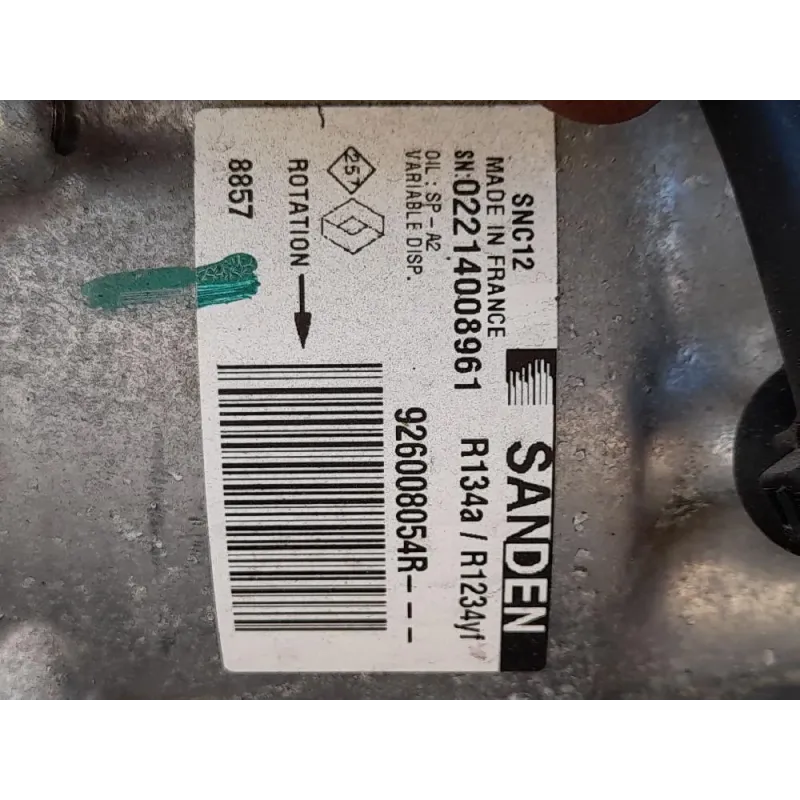 SNC12
MADE IN FRANCE
SN:02214008961
OIL : SP-A2
VARIABLE DISP.
SANDEN
R134a / R1234yf
926008054R---
257
ROTATION
8857